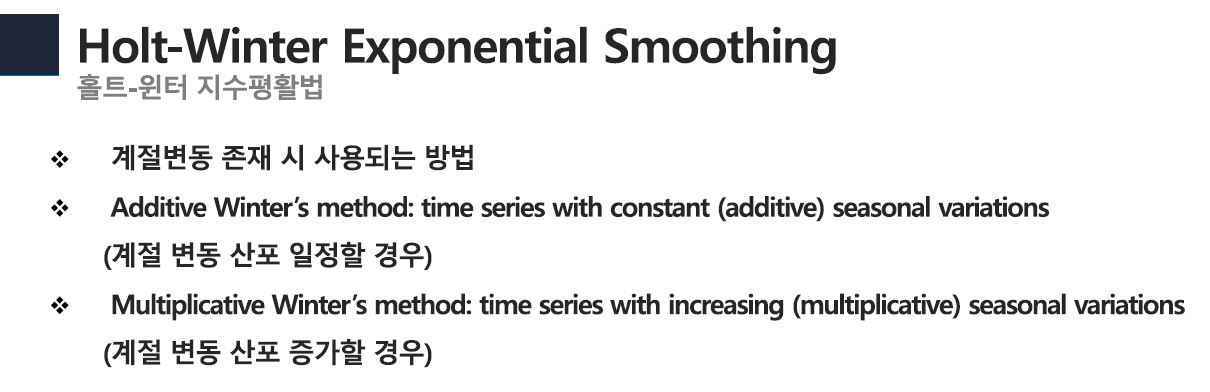 Holt-Winter Exponential Smoothing
홀트-윈터 지수평활법
❖ 계절변동 존재 시 사용되는 방법
❖ Additive Winter’s method: time series with constant (additive) seasonal variations
(계절 변동 산포 일정할 경우)
❖ Multiplicative Winter’s method: time series with increasing (multiplicative) seasonal variations
(계절 변동 산포 증가할 경우)